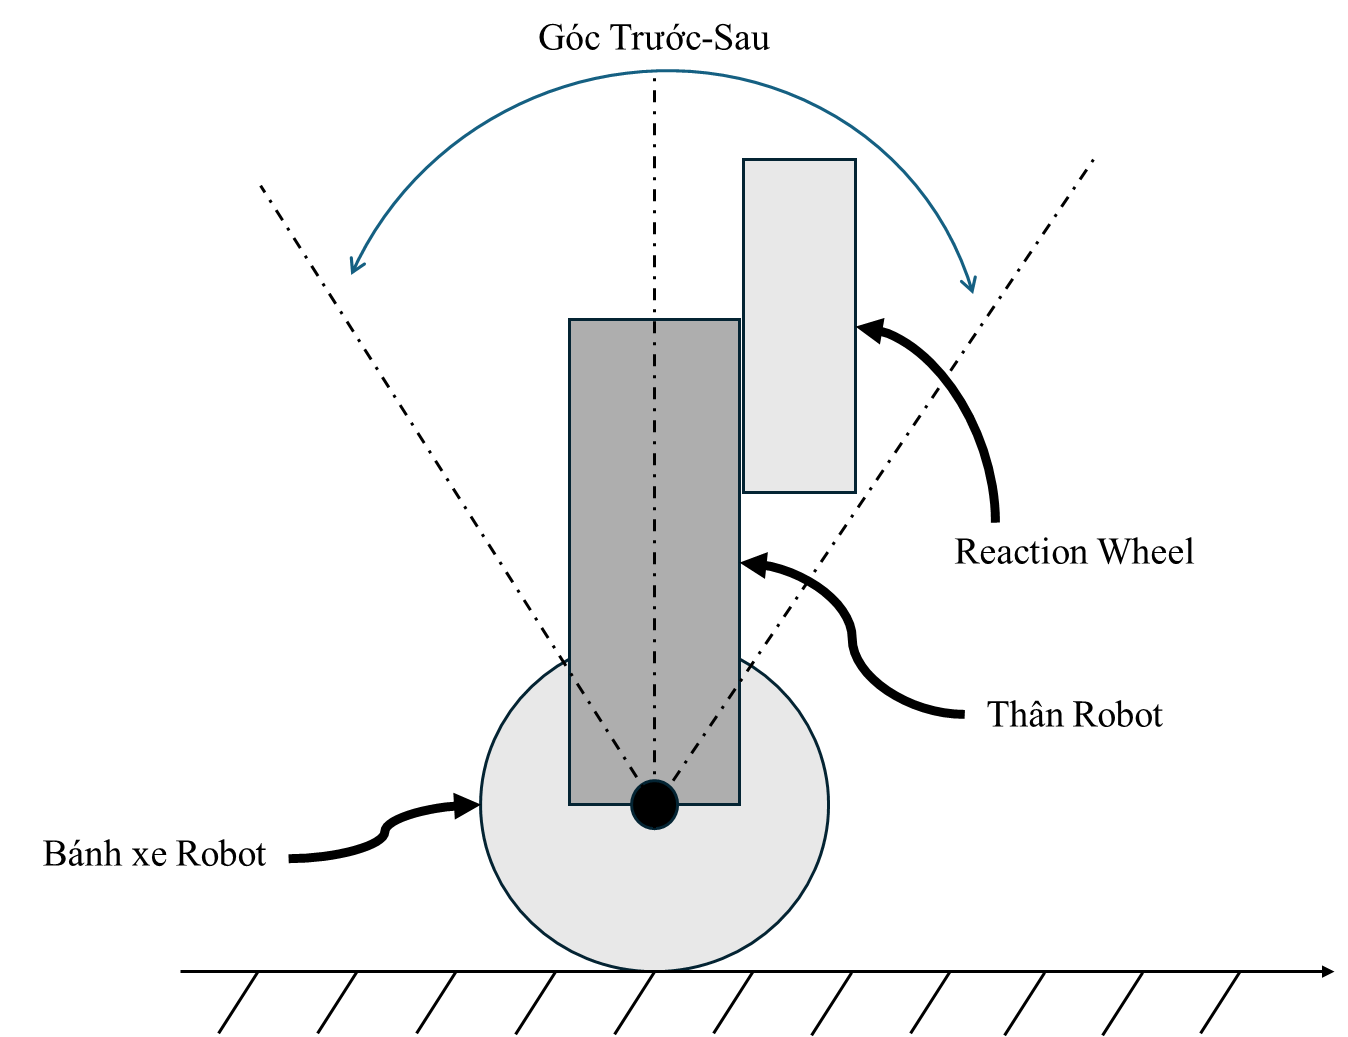 Góc Trước-Sau
Reaction Wheel
Thân Robot
Bánh xe Robot